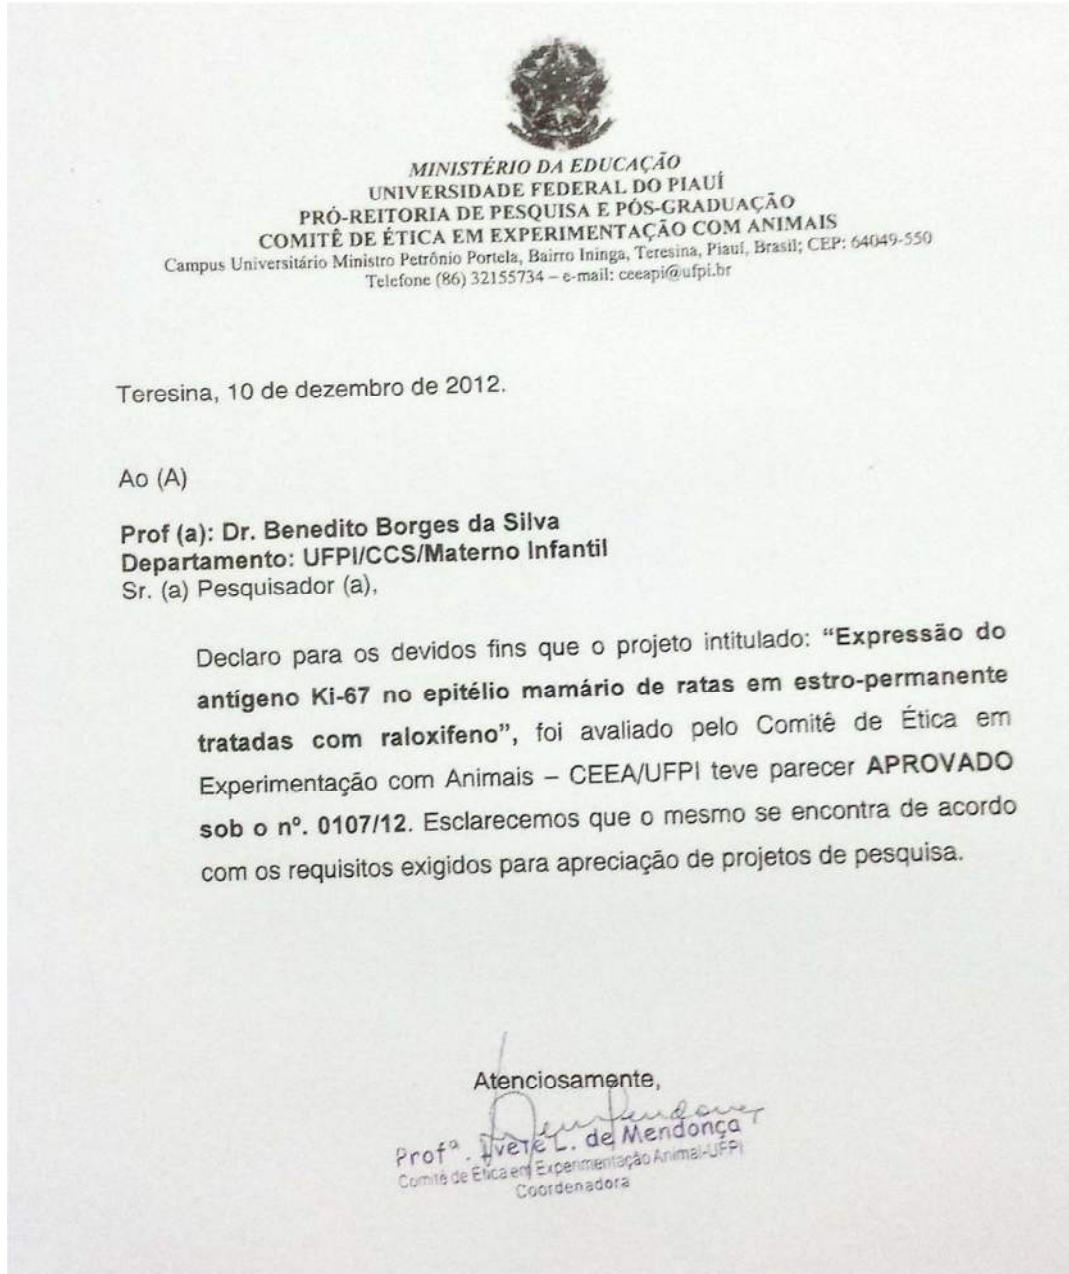 MINISTÉRIO DA EDUCAÇÃO
UNIVERSIDADE FEDERAL DO PIAUÍ
PRÓ-REITORIA DE PESQUISA E PÓS-GRADUAÇÃO
COMITÊ DE ÉTICA EM EXPERIMENTAÇÃO COM ANIMAIS
Campus Universitário Ministro Petrônio Portela, Bairro Ininga, Teresina, Piauí, Brasil; CEP: 64049-550
Telefone (86) 32155734 – e-mail: ceeapi@ufpi.br
Teresina, 10 de dezembro de 2012.
Ao (A)
Prof (a): Dr. Benedito Borges da Silva
Departamento: UFPI/CCS/Materno Infantil
Sr. (a) Pesquisador (a),
Declaro para os devidos fins que o projeto intitulado: “Expressão do
antígeno Ki-67 no epitélio mamário de ratas em estro-permanente
tratadas com raloxifeno”, foi avaliado pelo Comitê de Ética em
Experimentação com Animais – CEEA/UFPI teve parecer APROVADO
sob o nº. 0107/12. Esclarecemos que o mesmo se encontra de acordo
com os requisitos exigidos para apreciação de projetos de pesquisa.
Atenciosamente,
Profª. Ivete L. de Mendonça
Comitê de Ética em Experimentação Animal-UFPI
Coordenadora